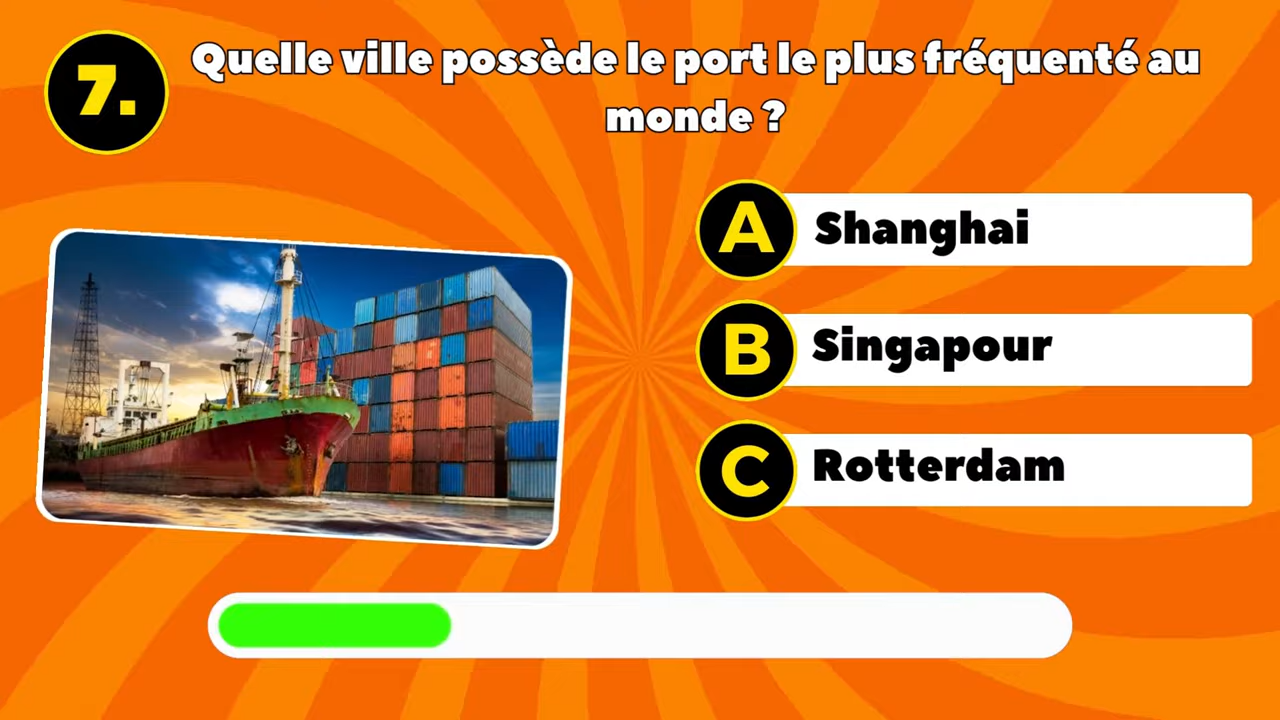 7.
Quelle ville possède le port le plus fréquenté au
monde ?
A Shanghai
B Singapour
C Rotterdam